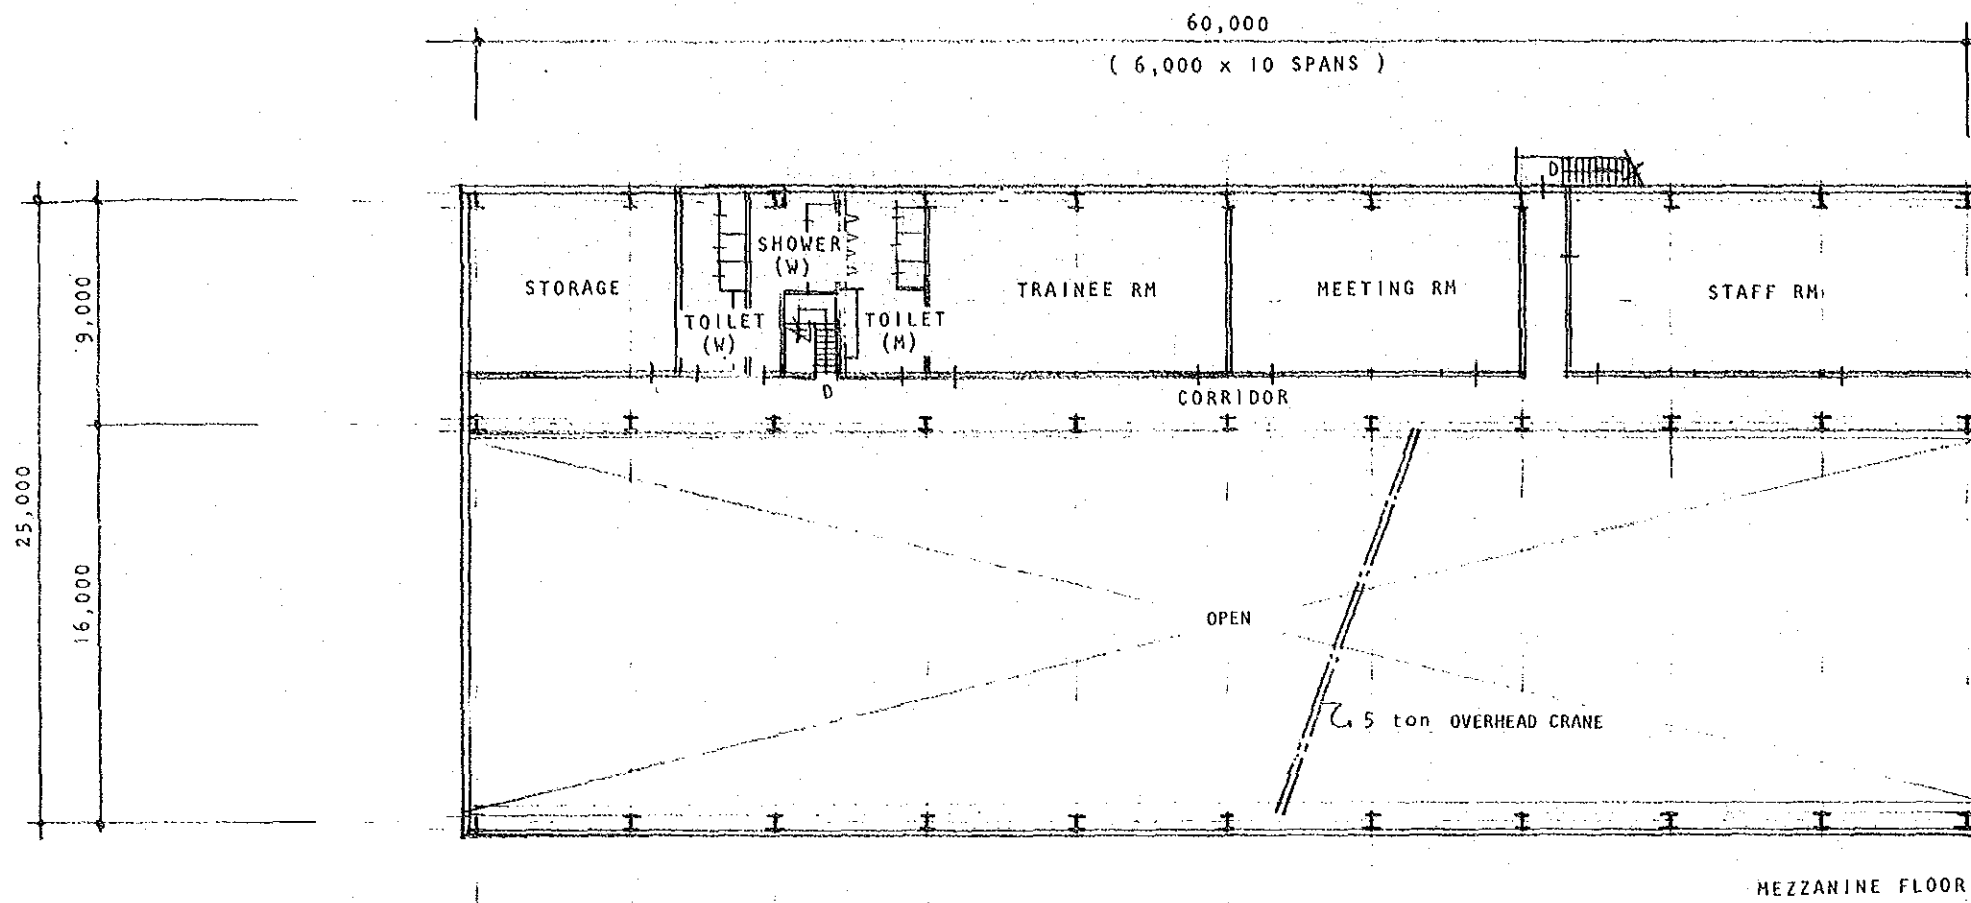 60,000
( 6,000 x 10 SPANS )
D
SHOWER
(W)
STORAGE
TOILET
(W)
TOILET
(M)
TRAINEE RM
MEETING RM
STAFF RM
D
CORRIDOR
9,000
25,000
16,000
OPEN
5 ton OVERHEAD CRANE
MEZZANINE FLOOR